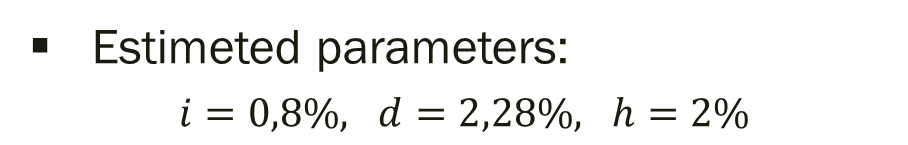 ▪ Estimeted parameters:
i = 0,8%, d = 2,28%, h = 2%